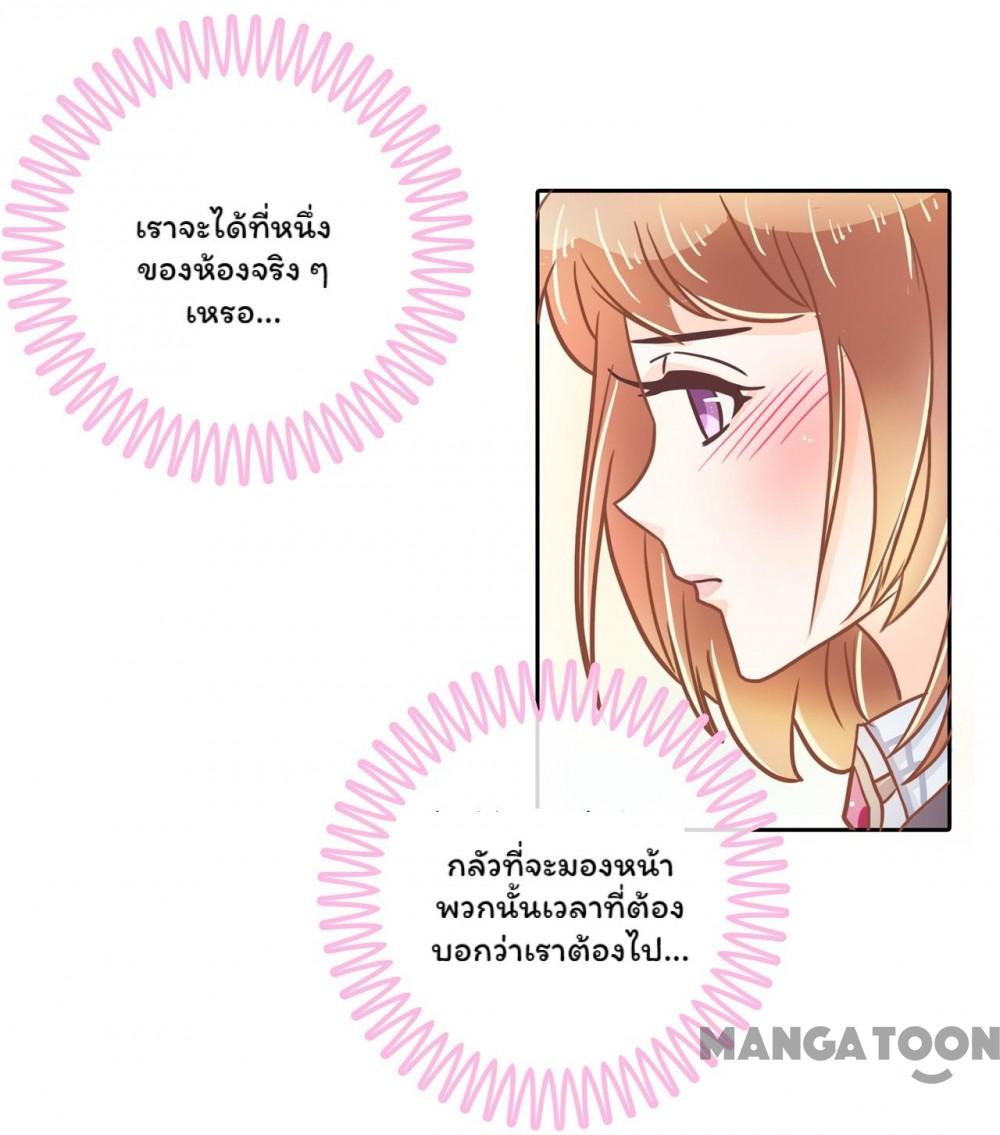 เราจะได้ที่หนึ่ง
ของห้องจริง ๆ
เหรอ...
กลัวที่จะมองหน้า
พวกนั้นเวลาที่ต้อง
บอกว่าเราต้องไป...
MANGATOON